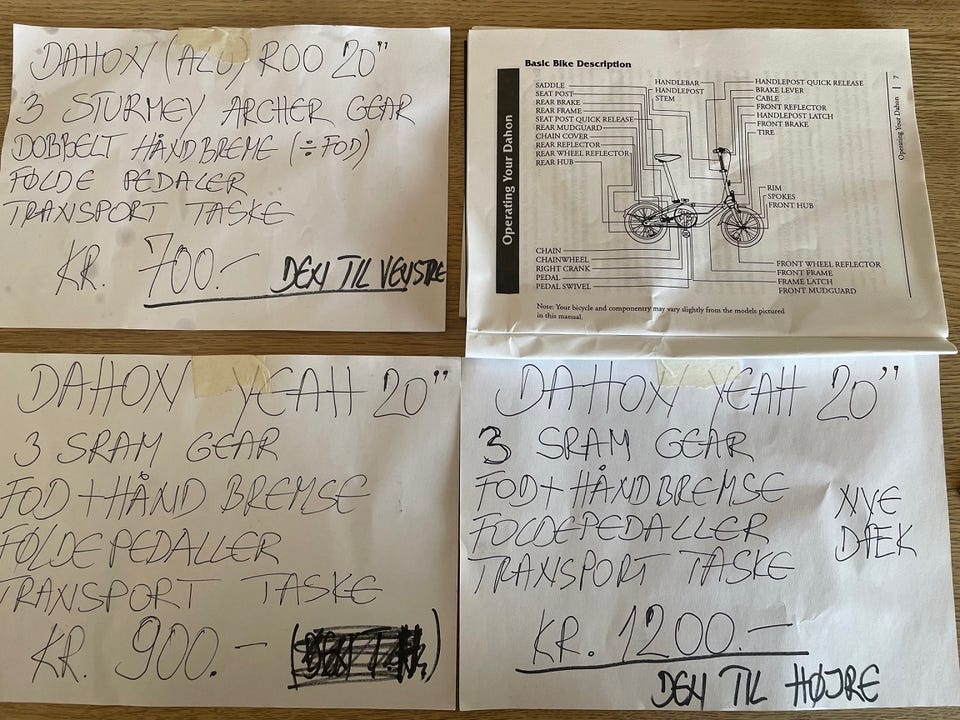 DAHON (ALU) ROO 20"
3 STURMEY ARCHER GEAR
DOBBELT HÅNDBREME (÷FOD)
FØLDE PEDALER
TRANSPORT TASKE
KR. 700.-
DEN TIL VENSTRE
Basic Bike Description
Operating Your Dahon
SADDLE
SEAT POST
REAR BRAKE
REAR FRAME
SEAT POST QUICK RELEASE
REAR MUDGUARD
CHAIN COVER
REAR REFLECTOR
REAR WHEEL REFLECTOR
REAR HUB
HANDLEBAR
HANDLEPOST
STEM
HANDLEPOST QUICK RELEASE
BRAKE LEVER
CABLE
FRONT REFLECTOR
HANDLEPOST LATCH
FRONT BRAKE
TIRE
RIM
SPOKES
FRONT HUB
CHAIN
CHAINWHEEL
RIGHT CRANK
PEDAL
PEDAL SWIVEL
FRONT WHEEL REFLECTOR
FRONT FRAME
FRAME LATCH
FRONT MUDGUARD
Note: Your bicycle and componentry may vary slightly from the models pictured
in this manual.
Operating Your Dahon | 7
DAHON YEAH 20"
3 SRAM GEAR
FOD+HÅND BREMSE
FØLDEPEDALLER
TRANSPORT TASKE
KR. 900.-
DAHON YEAH 20"
3 SRAM GEAR
FOD+HÅNDBREMSE
FOLDEPEDALLER
TRANSPORT TASKE
NYE
DÆK
KR. 1200.-
DEN TIL HØJRE